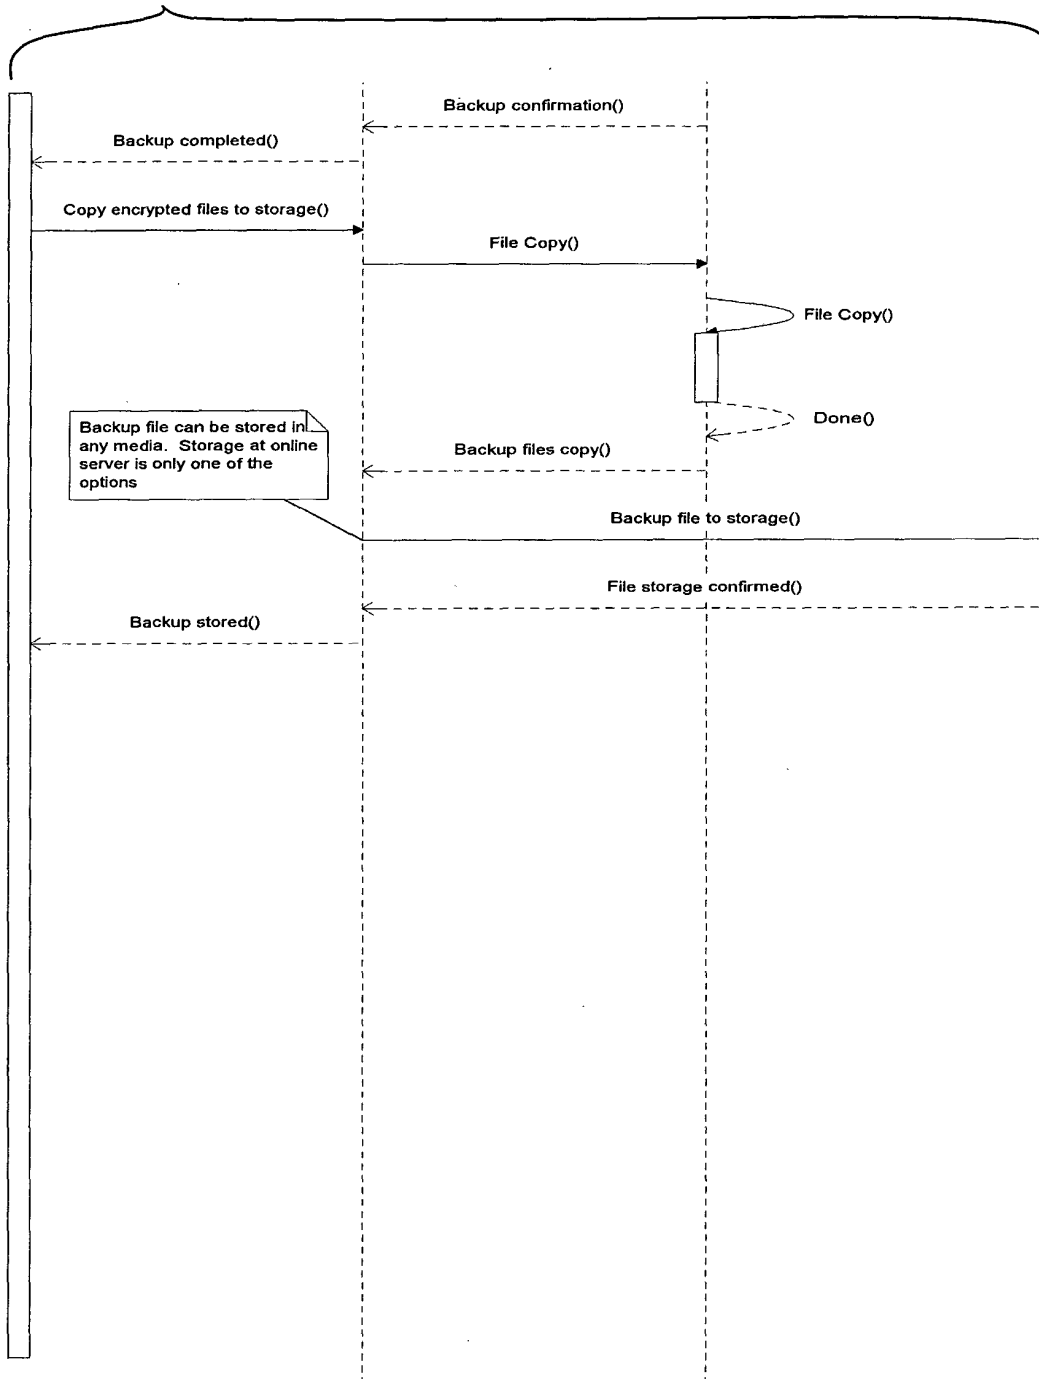 Backup confirmation()
Backup completed()
Copy encrypted files to storage()
File Copy()
File Copy()
Backup file can be stored in
any media. Storage at online
server is only one of the
options
Done()
Backup files copy()
Backup file to storage()
File storage confirmed()
Backup stored()